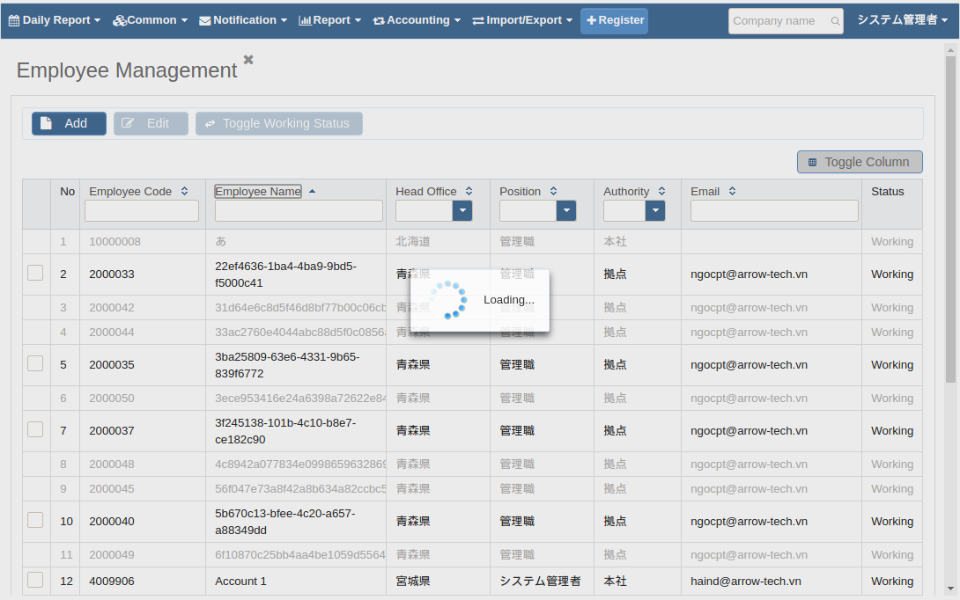 Daily Report Common Notification Report Accounting Import/Export Register Company name システム管理者
Employee Management
Add Edit Toggle Working Status
Toggle Column
No Employee Code Employee Name Head Office Position Authority Email Status
1 10000008 あ 北海道 管理職 本社 Working
2 2000033 22ef4636-1ba4-4ba9-9bd5-f5000c41 青森県 管理職 拠点 ngocpt@arrow-tech.vn Working
3 2000042 31d64e6c8d5f46d8bf77b00c06cb 青森県 管理職 拠点 ngocpt@arrow-tech.vn Working
Loading...
4 2000044 33ac2760e4044abc88d5f0c0856 青森県 管理職 拠点 ngocpt@arrow-tech.vn Working
5 2000035 3ba25809-63e6-4331-9b65-839f6772 青森県 管理職 拠点 ngocpt@arrow-tech.vn Working
6 2000050 3ece953416e24a6398a72622e84 青森県 管理職 拠点 ngocpt@arrow-tech.vn Working
7 2000037 3f245138-101b-4c10-b8e7-ce182c90 青森県 管理職 拠点 ngocpt@arrow-tech.vn Working
8 2000048 4c8942a077834e0998659632869 青森県 管理職 拠点 ngocpt@arrow-tech.vn Working
9 2000045 56f047e73a8f42a8b634a82ccbc5 青森県 管理職 拠点 ngocpt@arrow-tech.vn Working
10 2000040 5b670c13-bfee-4c20-a657-a88349dd 青森県 管理職 拠点 ngocpt@arrow-tech.vn Working
11 2000049 6f10870c25bb4aa4be1059d5564 青森県 管理職 拠点 ngocpt@arrow-tech.vn Working
12 4009906 Account 1 宮城県 システム管理者 本社 haind@arrow-tech.vn Working